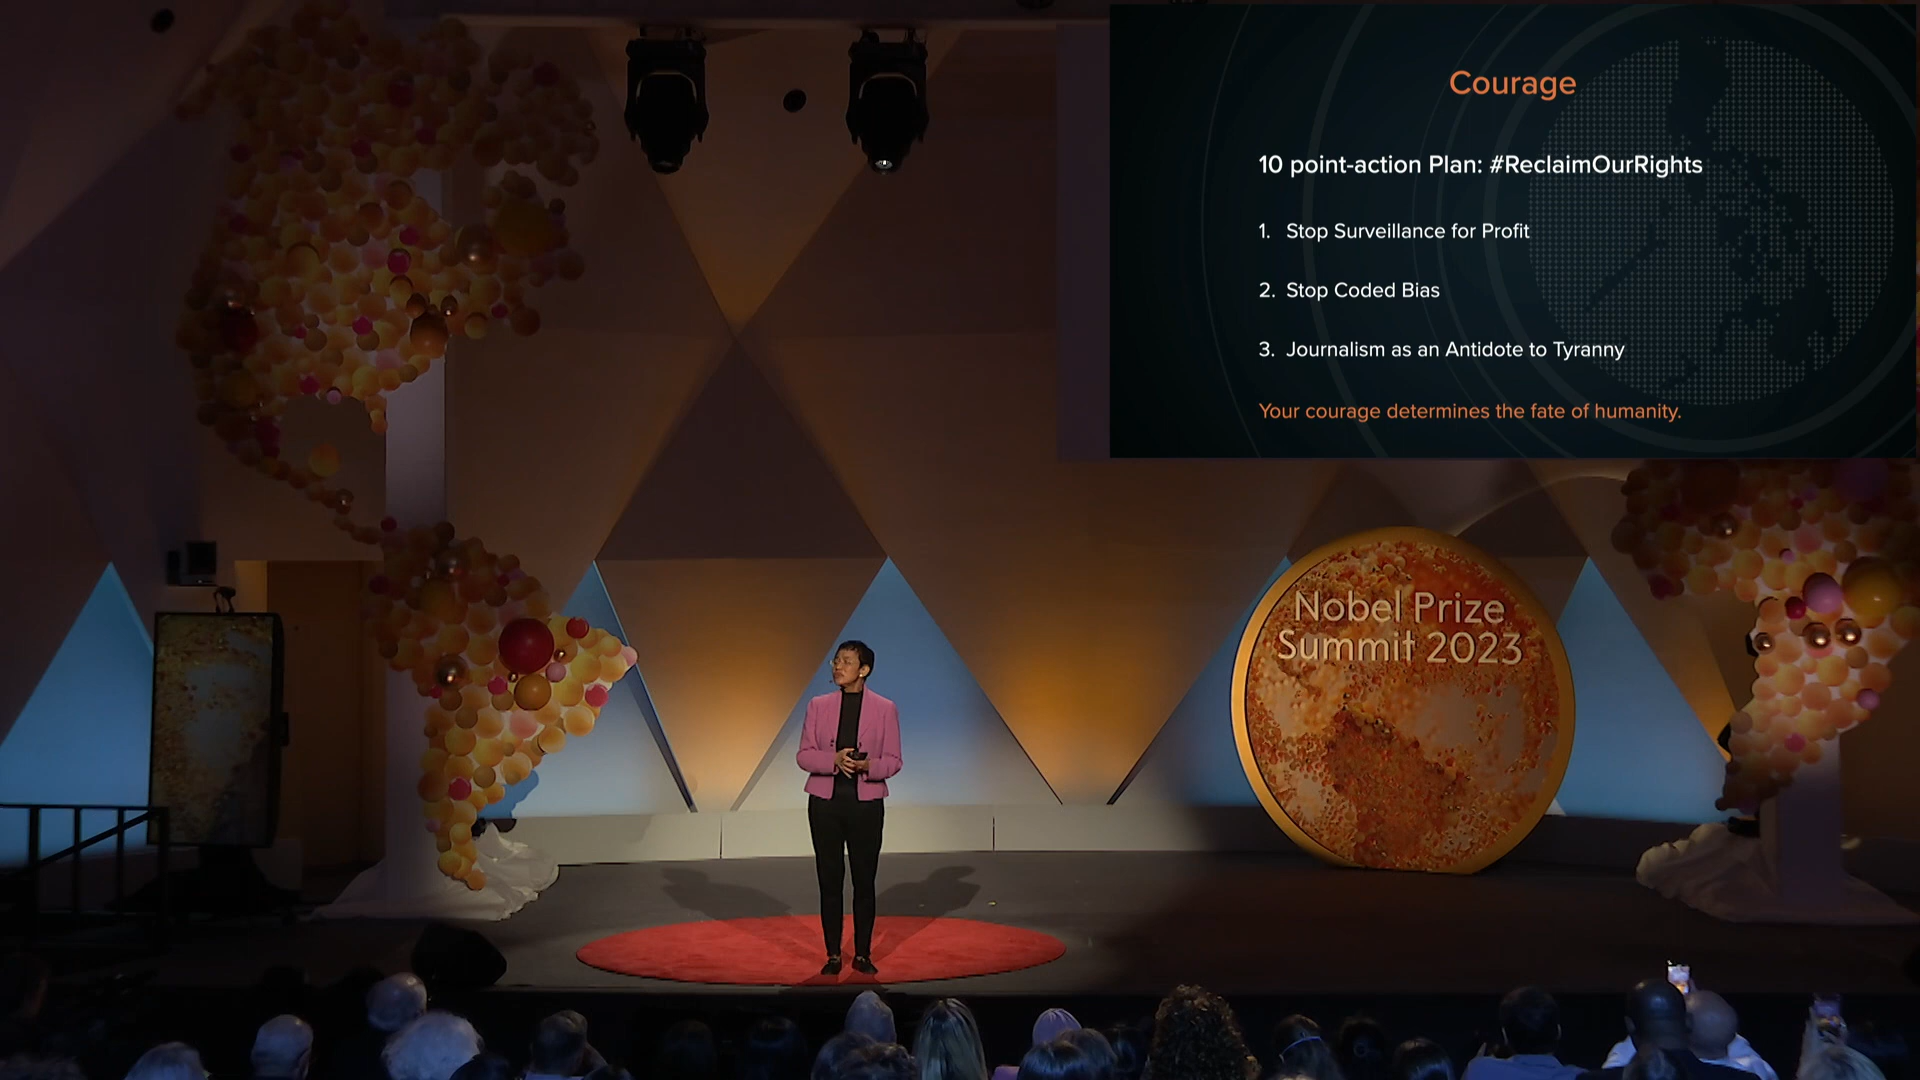 Courage
10 point-action Plan: #ReclaimOurRights
1. Stop Surveillance for Profit
2. Stop Coded Bias
3. Journalism as an Antidote to Tyranny
Your courage determines the fate of humanity.
Nobel Prize
Summit 2023